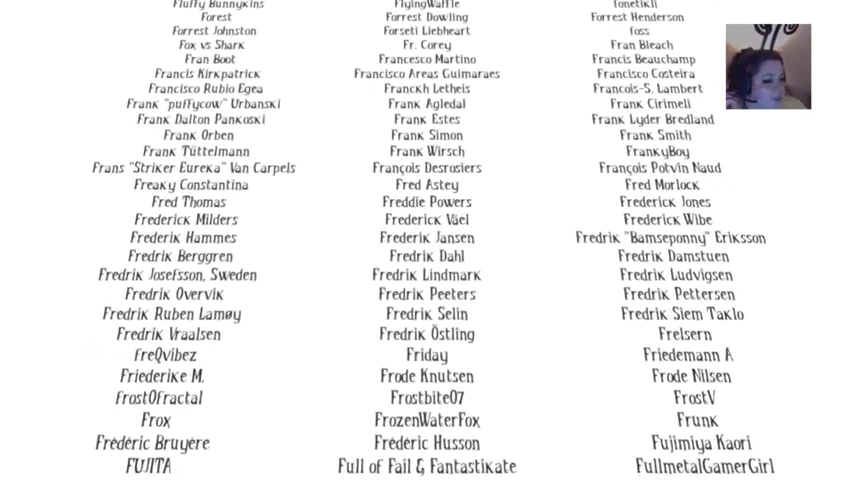 Fluffy Bunnykins FlyingWaffle Fonetikli
Forest Forrest Dowling Forrest Henderson
Forrest Johnston Forseti Liebheart Foss
Fox vs Shark Fr. Corey Fran Bleach
Fran Boot Francesco Martino Francis Beauchamp
Francis Kirkpatrick Francisco Areas Guimaraes Francisco Costeira
Francisco Rubio Egea Franckh Letheis Francois-S. Lambert
Frank "puffycow" Urbanski Frank Agledal Frank Cirimeli
Frank Dalton Pankoski Frank Estes Frank Lyder Bredland
Frank Orben Frank Simon Frank Smith
Frank Tüttelmann Frank Wirsch FrankyBoy
Frans "Striker Eureka" Van Carpels François Desrosiers François Potvin Naud
Freaky Constantina Fred Astey Fred Morlock
Fred Thomas Freddie Powers Frederick Jones
Frederick Milders Frederick Väel Frederick Wibe
Frederik Hammes Frederik Jansen Fredrik "Bamseponny" Eriksson
Fredrik Berggren Fredrik Dahl Fredrik Damstuen
Fredrik Josefsson, Sweden Fredrik Lindmark Fredrik Ludvigsen
Fredrik Overvik Fredrik Peeters Fredrik Pettersen
Fredrik Ruben Lamøy Fredrik Selin Fredrik Siem Taklo
Fredrik Vraalsen Fredrik Östling Frelsern
freQvibez Friday Friedemann A
Friederike M. Frode Knutsen Frode Nilsen
frost0fractal Frostbite07 FrostV
Frox FrozenWaterFox Frunk
Frédéric Bruyère Frédéric Husson Fujimiya Kaori
FUJITA Full of Fail & Fantastikate FullmetalGamerGirl